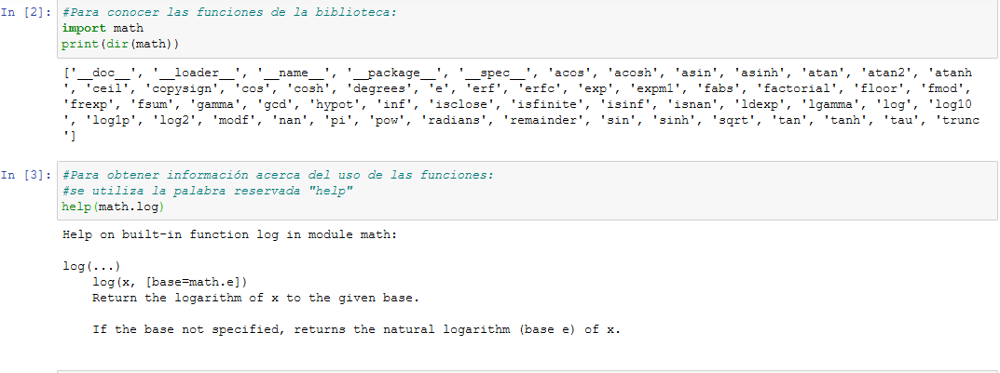 In [2]: #Para conocer las funciones de la biblioteca:
import math
print(dir(math))
['__doc__', '__loader__', '__name__', '__package__', '__spec__', 'acos', 'acosh', 'asin', 'asinh', 'atan', 'atan2', 'atanh
', 'ceil', 'copysign', 'cos', 'cosh', 'degrees', 'e', 'erf', 'erfc', 'exp', 'expm1', 'fabs', 'factorial', 'floor', 'fmod',
'frexp', 'fsum', 'gamma', 'gcd', 'hypot', 'inf', 'isclose', 'isfinite', 'isinf', 'isnan', 'ldexp', 'lgamma', 'log', 'log10
', 'log1p', 'log2', 'modf', 'nan', 'pi', 'pow', 'radians', 'remainder', 'sin', 'sinh', 'sqrt', 'tan', 'tanh', 'tau', 'trunc
']
In [3]: #Para obtener información acerca del uso de las funciones:
#se utiliza la palabra reservada "help"
help(math.log)
Help on built-in function log in module math:
log(...)
log(x, [base=math.e])
Return the logarithm of x to the given base.
If the base not specified, returns the natural logarithm (base e) of x.